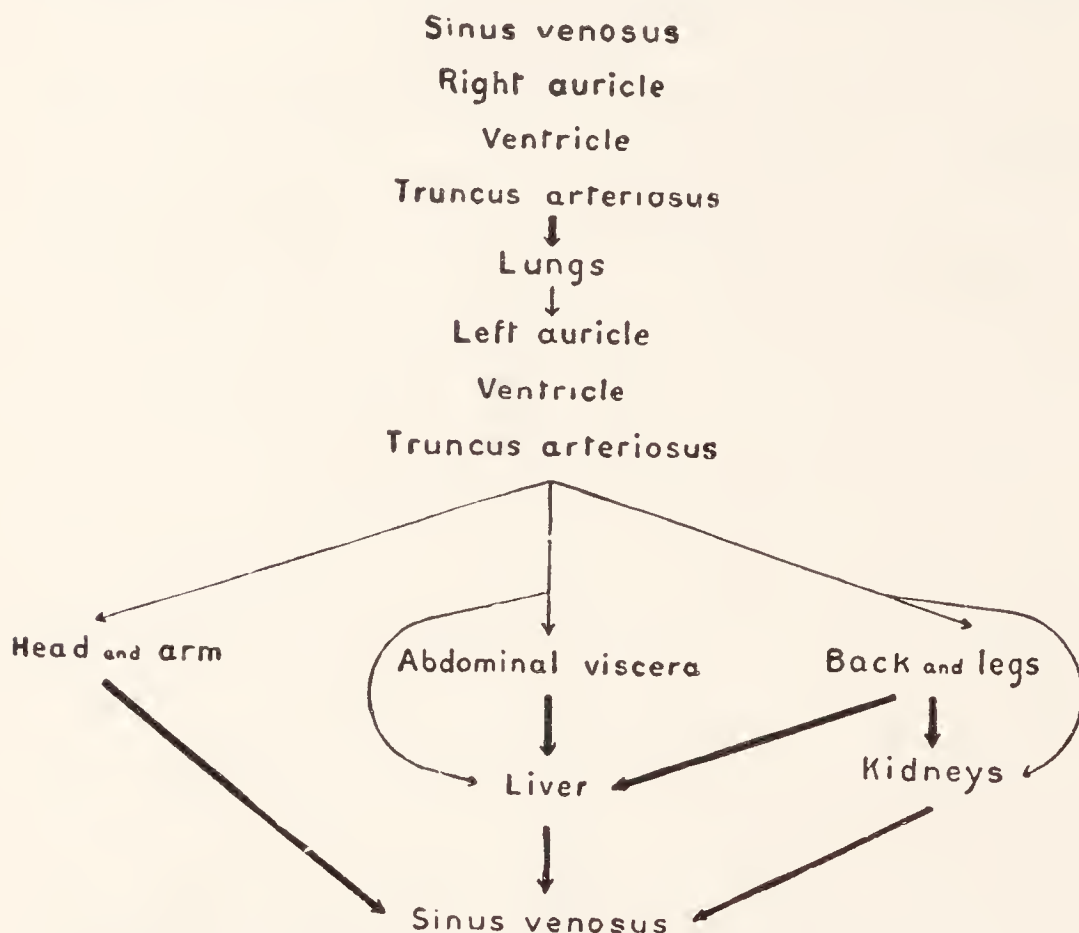 Sinus venosus
Right auricle
Ventricle
Truncus arteriosus
Lungs
Left auricle
Ventricle
Truncus arteriosus
Head and arm
Abdominal viscera
Back and legs
Liver
Kidneys
Sinus venosus